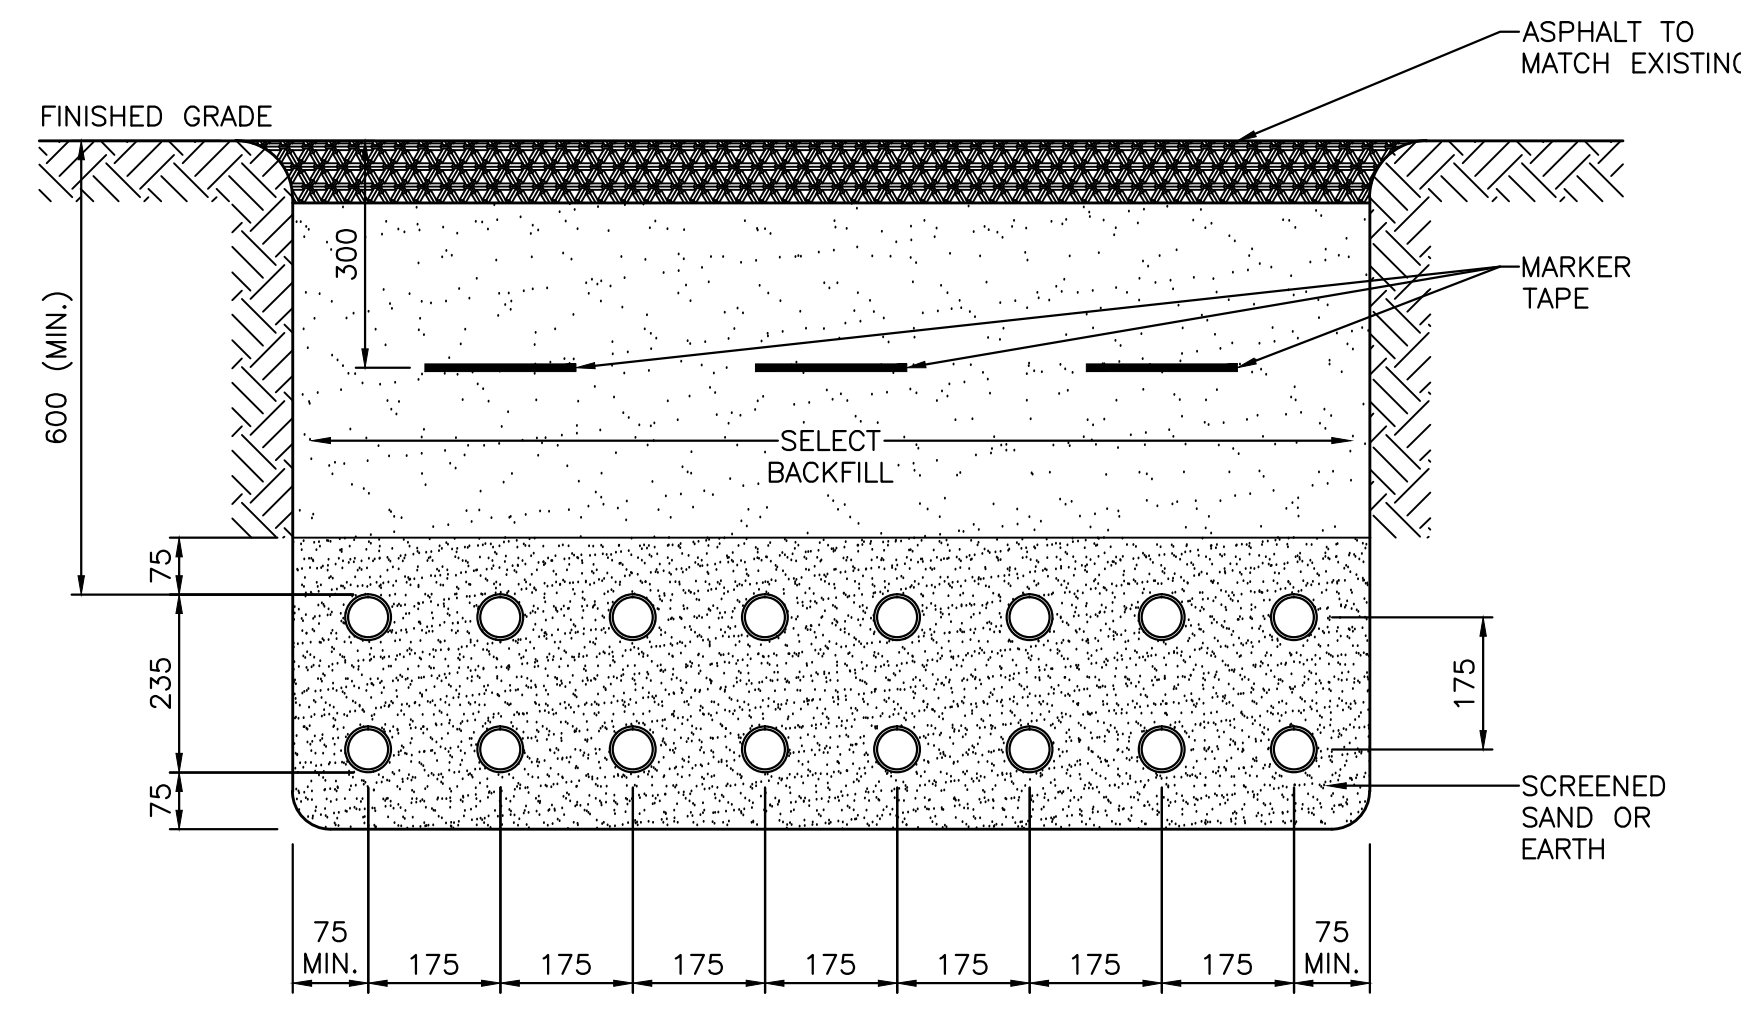 ASPHALT TO
MATCH EXISTING
FINISHED GRADE
300
MARKER
TAPE
600 (MIN.)
SELECT
BACKFILL
75
235
175
75
SCREENED
SAND OR
EARTH
75
MIN.
175
175
175
175
175
175
175
75
MIN.